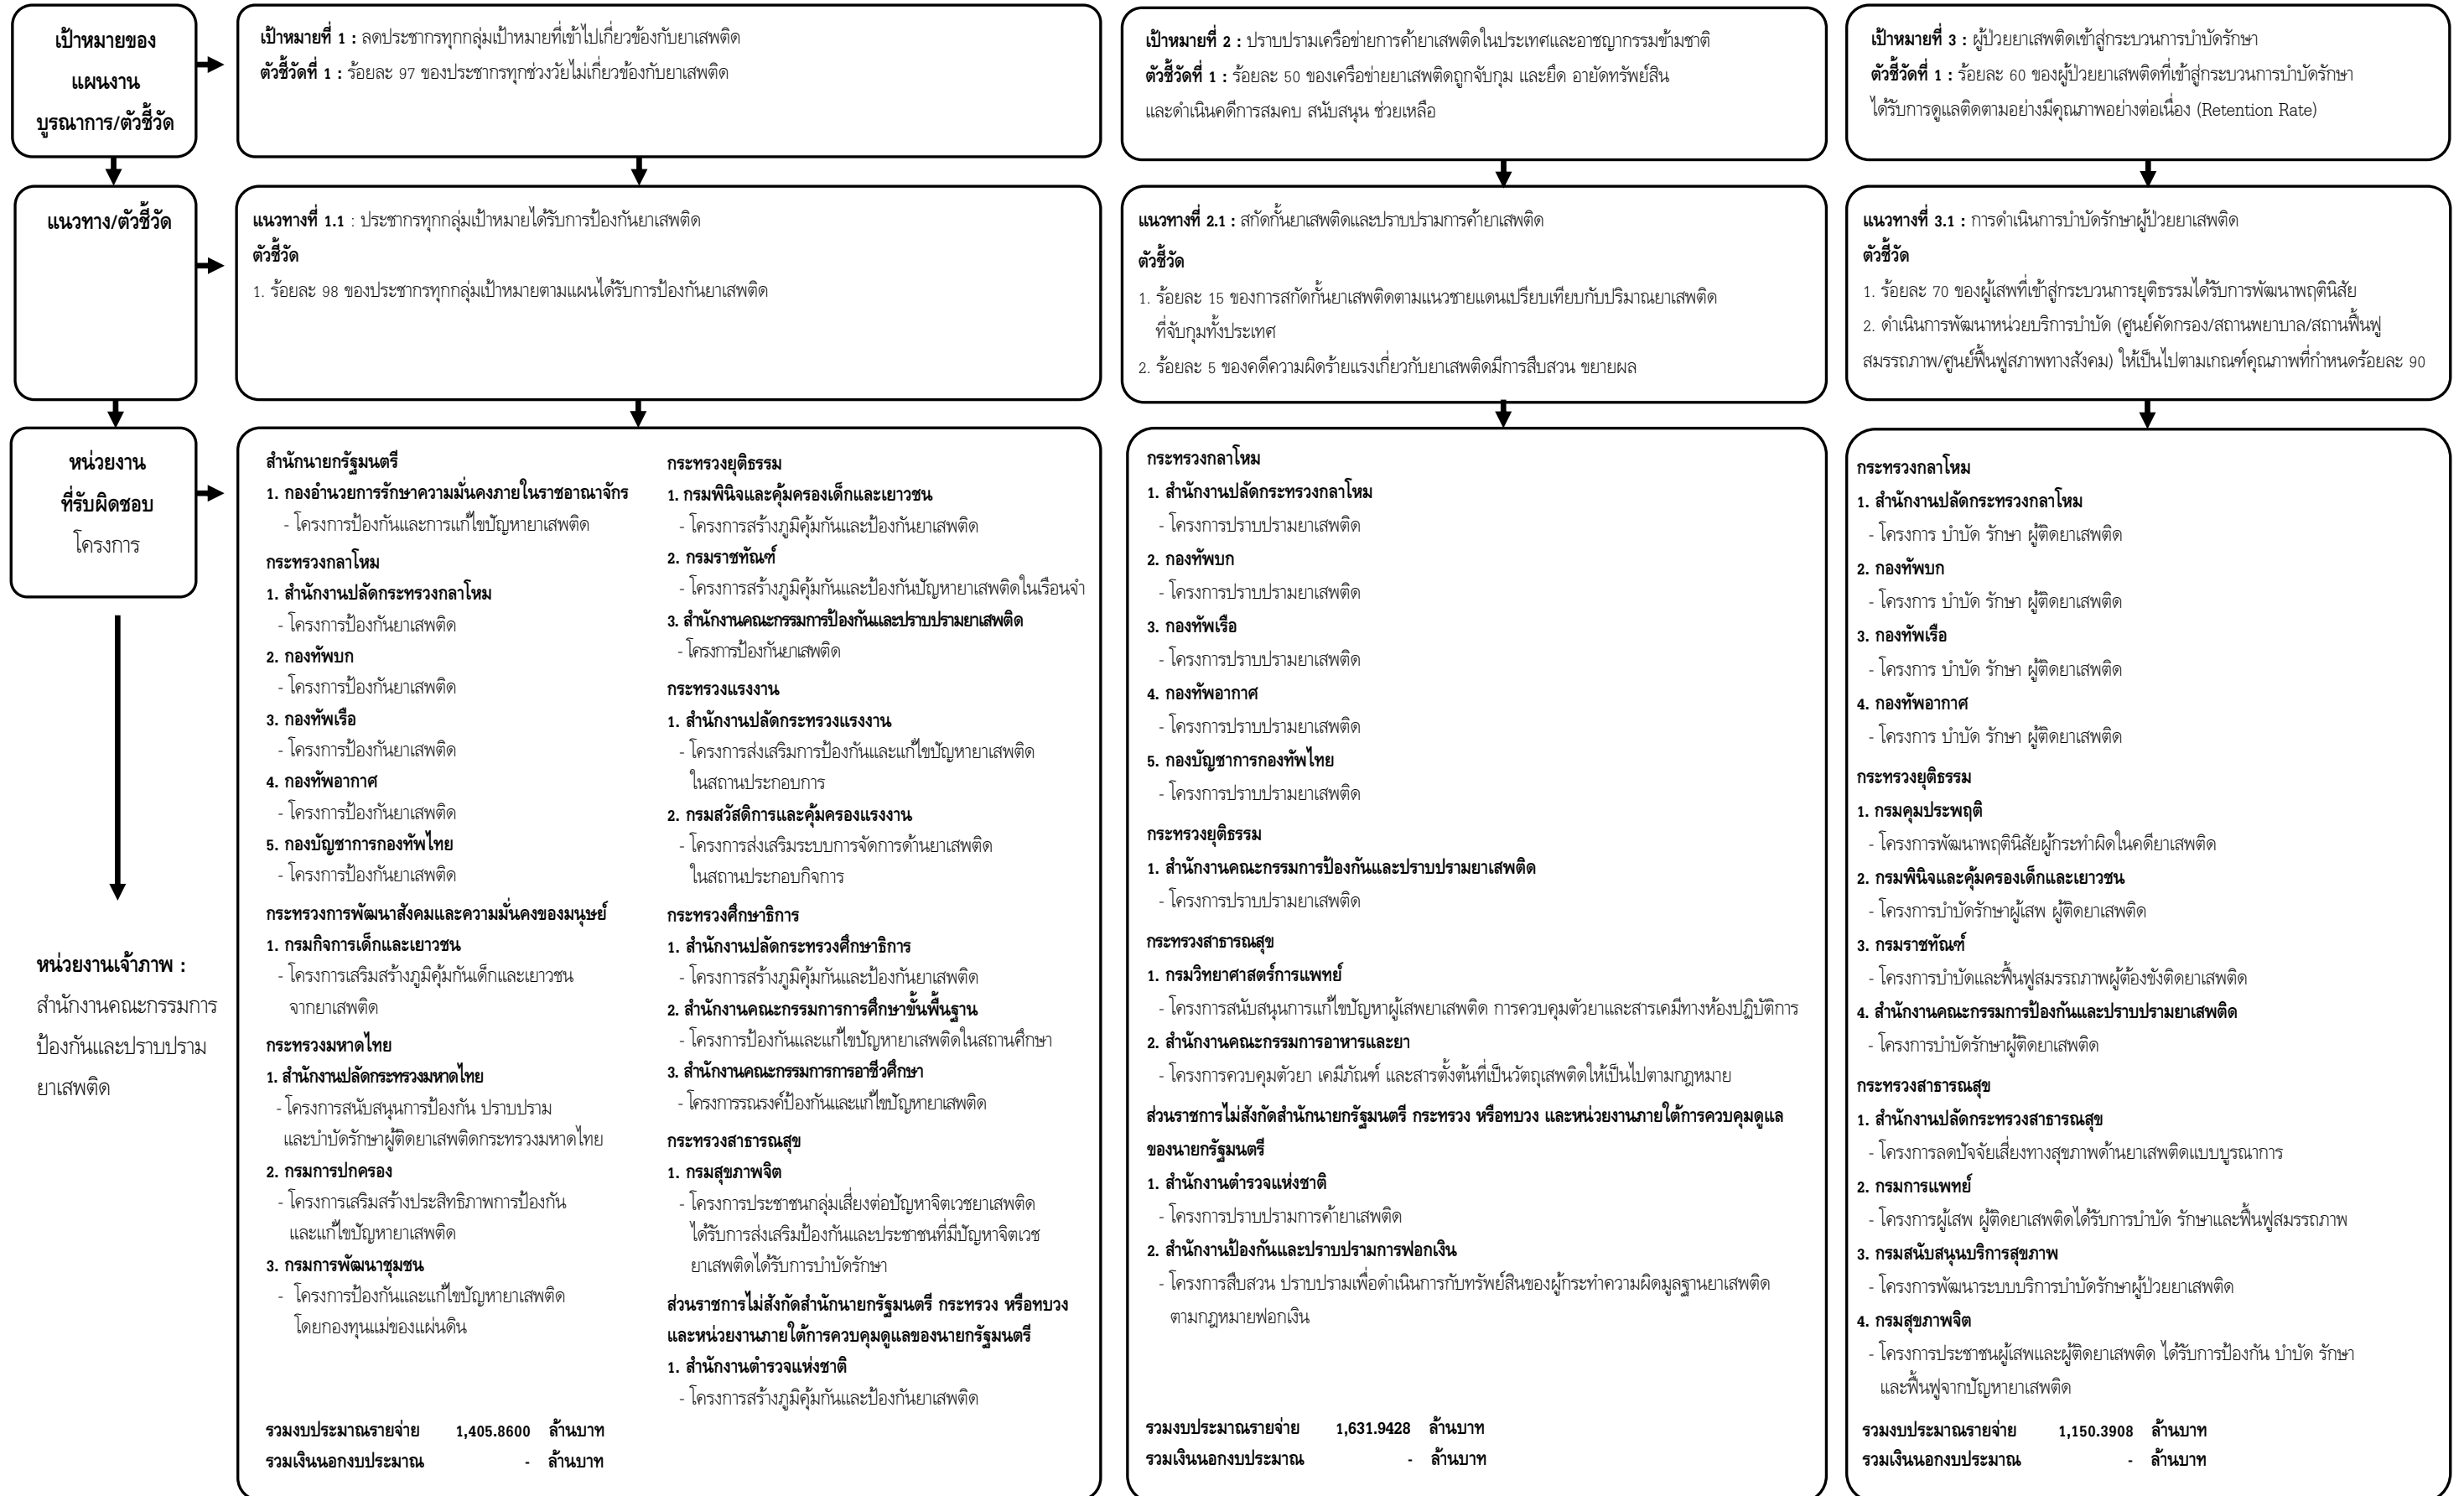 เป้าหมายของ
แผนงาน
บูรณาการ/ตัวชี้วัด
เป้าหมายที่ 1 : ลดประชากรทุกกลุ่มเป้าหมายที่เข้าไปเกี่ยวข้องกับยาเสพติด
ตัวชี้วัดที่ 1 : ร้อยละ 97 ของประชากรทุกช่วงวัยไม่เกี่ยวข้องกับยาเสพติด
เป้าหมายที่ 2 : ปราบปรามเครือข่ายการค้ายาเสพติดในประเทศและอาชญากรรมข้ามชาติ
ตัวชี้วัดที่ 1 : ร้อยละ 50 ของเครือข่ายยาเสพติดถูกจับกุม และยึด อายัดทรัพย์สิน
และดำเนินคดีการสมคบ สนับสนุน ช่วยเหลือ
เป้าหมายที่ 3 : ผู้ป่วยยาเสพติดเข้าสู่กระบวนการบำบัดรักษา
ตัวชี้วัดที่ 1 : ร้อยละ 60 ของผู้ป่วยยาเสพติดที่เข้าสู่กระบวนการบำบัดรักษา
ได้รับการดูแลติดตามอย่างมีคุณภาพอย่างต่อเนื่อง (Retention Rate)
แนวทาง/ตัวชี้วัด
แนวทางที่ 1.1 : ประชากรทุกกลุ่มเป้าหมายได้รับการป้องกันยาเสพติด
ตัวชี้วัด
1. ร้อยละ 98 ของประชากรทุกกลุ่มเป้าหมายตามแผนได้รับการป้องกันยาเสพติด
แนวทางที่ 2.1 : สกัดกั้นยาเสพติดและปราบปรามการค้ายาเสพติด
ตัวชี้วัด
1. ร้อยละ 15 ของการสกัดกั้นยาเสพติดตามแนวชายแดนเปรียบเทียบกับปริมาณยาเสพติด
ที่จับกุมทั้งประเทศ
2. ร้อยละ 5 ของคดีความผิดร้ายแรงเกี่ยวกับยาเสพติดมีการสืบสวน ขยายผล
แนวทางที่ 3.1 : การดำเนินการบำบัดรักษาผู้ป่วยยาเสพติด
ตัวชี้วัด
1. ร้อยละ 70 ของผู้เสพที่เข้าสู่กระบวนการยุติธรรมได้รับการพัฒนาพฤตินิสัย
2. ดำเนินการพัฒนาหน่วยบริการบำบัด (ศูนย์คัดกรอง/สถานพยาบาล/สถานฟื้นฟู
สมรรถภาพ/ศูนย์ฟื้นฟูสภาพทางสังคม) ให้เป็นไปตามเกณฑ์คุณภาพที่กำหนดร้อยละ 90
หน่วยงาน
ที่รับผิดชอบ
โครงการ
หน่วยงานเจ้าภาพ :
สำนักงานคณะกรรมการ
ป้องกันและปราบปราม
ยาเสพติด
สำนักนายกรัฐมนตรี
1. กองอำนวยการรักษาความมั่นคงภายในราชอาณาจักร
- โครงการป้องกันและการแก้ไขปัญหายาเสพติด
กระทรวงกลาโหม
1. สำนักงานปลัดกระทรวงกลาโหม
- โครงการป้องกันยาเสพติด
2. กองทัพบก
- โครงการป้องกันยาเสพติด
3. กองทัพเรือ
- โครงการป้องกันยาเสพติด
4. กองทัพอากาศ
- โครงการป้องกันยาเสพติด
5. กองบัญชาการกองทัพไทย
- โครงการป้องกันยาเสพติด
กระทรวงการพัฒนาสังคมและความมั่นคงของมนุษย์
1. กรมกิจการเด็กและเยาวชน
- โครงการเสริมสร้างภูมิคุ้มกันเด็กและเยาวชน
จากยาเสพติด
กระทรวงมหาดไทย
1. สำนักงานปลัดกระทรวงมหาดไทย
- โครงการสนับสนุนการป้องกัน ปราบปราม
และบำบัดรักษาผู้ติดยาเสพติดกระทรวงมหาดไทย
2. กรมการปกครอง
- โครงการเสริมสร้างประสิทธิภาพการป้องกัน
และแก้ไขปัญหายาเสพติด
3. กรมการพัฒนาชุมชน
- โครงการป้องกันและแก้ไขปัญหายาเสพติด
โดยกองทุนแม่ของแผ่นดิน
รวมงบประมาณรายจ่าย 1,405.8600 ล้านบาท
รวมเงินนอกงบประมาณ - ล้านบาท
กระทรวงยุติธรรม
1. กรมพินิจและคุ้มครองเด็กและเยาวชน
- โครงการสร้างภูมิคุ้มกันและป้องกันยาเสพติด
2. กรมราชทัณฑ์
- โครงการสร้างภูมิคุ้มกันและป้องกันปัญหายาเสพติดในเรือนจำ
3. สำนักงานคณะกรรมการป้องกันและปราบปรามยาเสพติด
- โครงการป้องกันยาเสพติด
กระทรวงแรงงาน
1. สำนักงานปลัดกระทรวงแรงงาน
- โครงการส่งเสริมการป้องกันและแก้ไขปัญหายาเสพติด
ในสถานประกอบการ
2. กรมสวัสดิการและคุ้มครองแรงงาน
- โครงการส่งเสริมระบบการจัดการด้านยาเสพติด
ในสถานประกอบกิจการ
กระทรวงศึกษาธิการ
1. สำนักงานปลัดกระทรวงศึกษาธิการ
- โครงการสร้างภูมิคุ้มกันและป้องกันยาเสพติด
2. สำนักงานคณะกรรมการการศึกษาขั้นพื้นฐาน
- โครงการป้องกันและแก้ไขปัญหายาเสพติดในสถานศึกษา
3. สำนักงานคณะกรรมการการอาชีวศึกษา
- โครงการรณรงค์ป้องกันและแก้ไขปัญหายาเสพติด
กระทรวงสาธารณสุข
1. กรมสุขภาพจิต
- โครงการประชาชนกลุ่มเสี่ยงต่อปัญหาจิตเวชยาเสพติด
ได้รับการส่งเสริมป้องกันและประชาชนที่มีปัญหาจิตเวช
ยาเสพติดได้รับการบำบัดรักษา
ส่วนราชการไม่สังกัดสำนักนายกรัฐมนตรี กระทรวง หรือทบวง
และหน่วยงานภายใต้การควบคุมดูแลของนายกรัฐมนตรี
1. สำนักงานตำรวจแห่งชาติ
- โครงการสร้างภูมิคุ้มกันและป้องกันยาเสพติด
กระทรวงกลาโหม
1. สำนักงานปลัดกระทรวงกลาโหม
- โครงการปราบปรามยาเสพติด
2. กองทัพบก
- โครงการปราบปรามยาเสพติด
3. กองทัพเรือ
- โครงการปราบปรามยาเสพติด
4. กองทัพอากาศ
- โครงการปราบปรามยาเสพติด
5. กองบัญชาการกองทัพไทย
- โครงการปราบปรามยาเสพติด
กระทรวงยุติธรรม
1. สำนักงานคณะกรรมการป้องกันและปราบปรามยาเสพติด
- โครงการปราบปรามยาเสพติด
กระทรวงสาธารณสุข
1. กรมวิทยาศาสตร์การแพทย์
- โครงการสนับสนุนการแก้ไขปัญหาผู้เสพยาเสพติด การควบคุมตัวยาและสารเคมีทางห้องปฏิบัติการ
2. สำนักงานคณะกรรมการอาหารและยา
- โครงการควบคุมตัวยา เคมีภัณฑ์ และสารตั้งต้นที่เป็นวัตถุเสพติดให้เป็นไปตามกฎหมาย
ส่วนราชการไม่สังกัดสำนักนายกรัฐมนตรี กระทรวง หรือทบวง และหน่วยงานภายใต้การควบคุมดูแล
ของนายกรัฐมนตรี
1. สำนักงานตำรวจแห่งชาติ
- โครงการปราบปรามการค้ายาเสพติด
2. สำนักงานป้องกันและปราบปรามการฟอกเงิน
- โครงการสืบสวน ปราบปรามเพื่อดำเนินการกับทรัพย์สินของผู้กระทำความผิดมูลฐานยาเสพติด
ตามกฎหมายฟอกเงิน
รวมงบประมาณรายจ่าย 1,631.9428 ล้านบาท
รวมเงินนอกงบประมาณ - ล้านบาท
กระทรวงกลาโหม
1. สำนักงานปลัดกระทรวงกลาโหม
- โครงการ บำบัด รักษา ผู้ติดยาเสพติด
2. กองทัพบก
- โครงการ บำบัด รักษา ผู้ติดยาเสพติด
3. กองทัพเรือ
- โครงการ บำบัด รักษา ผู้ติดยาเสพติด
4. กองทัพอากาศ
- โครงการ บำบัด รักษา ผู้ติดยาเสพติด
กระทรวงยุติธรรม
1. กรมคุมประพฤติ
- โครงการพัฒนาพฤตินิสัยผู้กระทำผิดในคดียาเสพติด
2. กรมพินิจและคุ้มครองเด็กและเยาวชน
- โครงการบำบัดรักษาผู้เสพ ผู้ติดยาเสพติด
3. กรมราชทัณฑ์
- โครงการบำบัดและฟื้นฟูสมรรถภาพผู้ต้องขังติดยาเสพติด
4. สำนักงานคณะกรรมการป้องกันและปราบปรามยาเสพติด
- โครงการบำบัดรักษาผู้ติดยาเสพติด
กระทรวงสาธารณสุข
1. สำนักงานปลัดกระทรวงสาธารณสุข
- โครงการลดปัจจัยเสี่ยงทางสุขภาพด้านยาเสพติดแบบบูรณาการ
2. กรมการแพทย์
- โครงการผู้เสพ ผู้ติดยาเสพติดได้รับการบำบัด รักษาและฟื้นฟูสมรรถภาพ
3. กรมสนับสนุนบริการสุขภาพ
- โครงการพัฒนาระบบบริการบำบัดรักษาผู้ป่วยยาเสพติด
4. กรมสุขภาพจิต
- โครงการประชาชนผู้เสพและผู้ติดยาเสพติด ได้รับการป้องกัน บำบัด รักษา
และฟื้นฟูจากปัญหายาเสพติด
รวมงบประมาณรายจ่าย 1,150.3908 ล้านบาท
รวมเงินนอกงบประมาณ - ล้านบาท